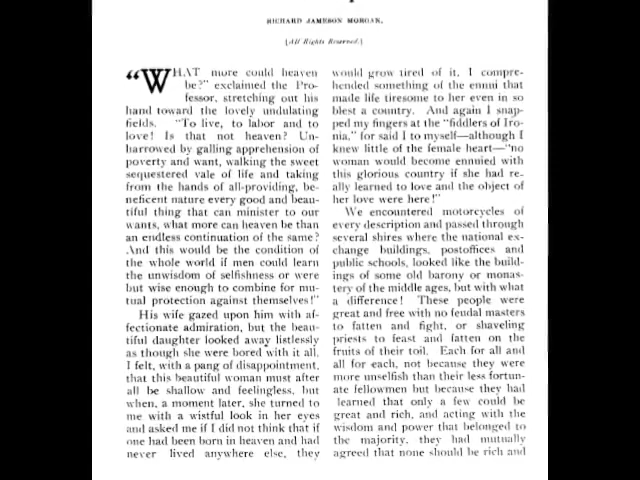 RICHARD JAMESON MORGAN.
(All Rights Reserved.)
"WHAT more could heaven
be?" exclaimed the Pro-
fessor, stretching out his
hand toward the lovely undulating
fields. "To live, to labor and to
love! Is that not heaven? Un-
harrowed by galling apprehension of
poverty and want, walking the sweet
sequestered vale of life and taking
from the hands of all-providing, be-
neficent nature every good and beau-
tiful thing that can minister to our
wants, what more can heaven be than
an endless continuation of the same?
And this would be the condition of
the whole world if men could learn
the unwisdom of selfishness or were
but wise enough to combine for mu-
tual protection against themselves!"
His wife gazed upon him with af-
fectionate admiration, but the beau-
tiful daughter looked away listlessly
as though she were bored with it all.
I felt, with a pang of disappointment,
that this beautiful woman must after
all be shallow and feelingless, but
when, a moment later, she turned to
me with a wistful look in her eyes
and asked me if I did not think that if
one had been born in heaven and had
never lived anywhere else, they
would grow tired of it, I compre-
hended something of the ennui that
made life tiresome to her even in so
blest a country. And again I snap-
ped my fingers at the "fiddlers of Iro-
nia," for said I to myself—although I
knew little of the female heart—"no
woman would become ennuied with
this glorious country if she had re-
ally learned to love and the object of
her love were here!"
We encountered motorcycles of
every description and passed through
several shires where the national ex-
change buildings, postoffices and
public schools, looked like the build-
ings of some old barony or monas-
tery of the middle ages, but with what
a difference! These people were
great and free with no feudal masters
to fatten and fight, or shaveling
priests to feast and fatten on the
fruits of their toil. Each for all and
all for each, not because they were
more unselfish than their less fortun-
ate fellowmen but because they had
learned that only a few could be
great and rich, and acting with the
wisdom and power that belonged to
the majority, they had mutually
agreed that none should be rich and